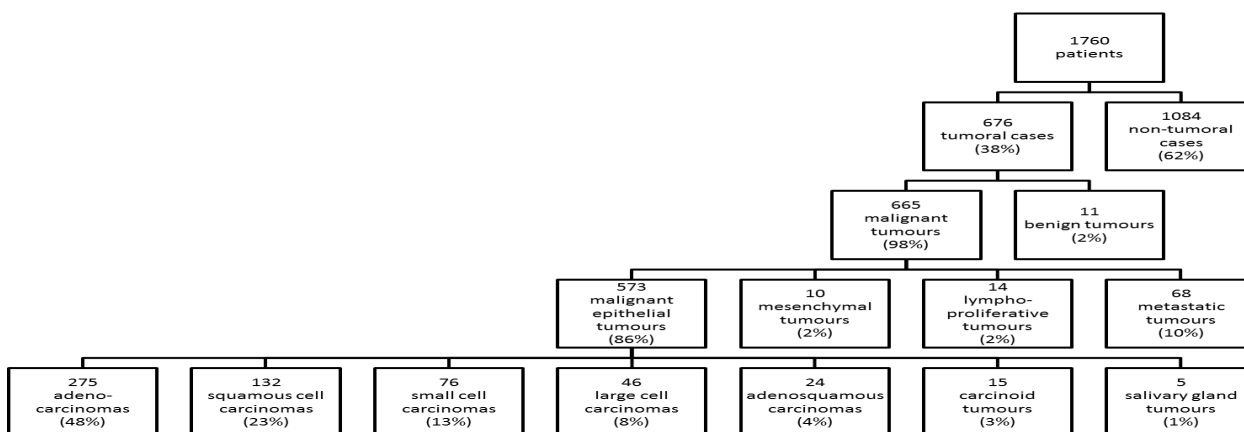 1760
patients
676
tumoral cases
(38%)
1084
non-tumoral
cases
(62%)
665
malignant
tumours
(98%)
11
benign tumours
(2%)
573
malignant
epithelial
tumours
(86%)
10
mesenchymal
tumours
(2%)
14
lympho-
proliferative
tumours
(2%)
68
metastatic
tumours
(10%)
275
adeno-
carcinomas
(48%)
132
squamous cell
carcinomas
(23%)
76
small cell
carcinomas
(13%)
46
large cell
carcinomas
(8%)
24
adenosquamous
carcinomas
(4%)
15
carcinoid
tumours
(3%)
5
salivary gland
tumours
(1%)